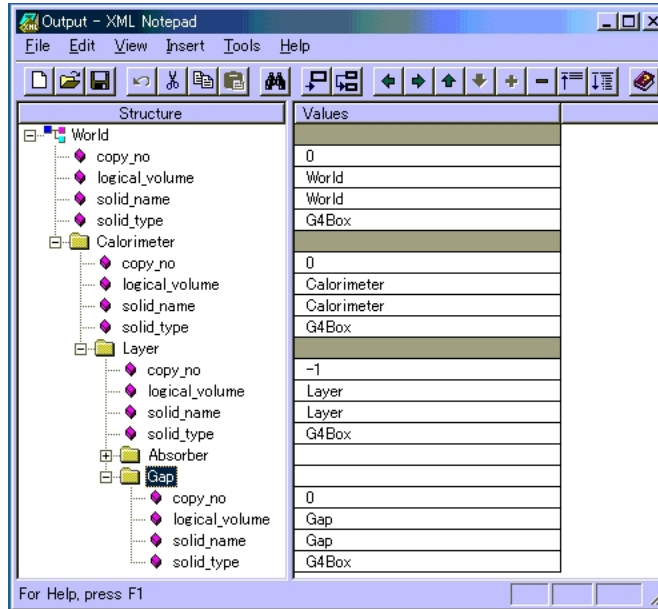 Output - XML Notepad
File Edit View Insert Tools Help
Structure Values
World
copy_no 0
logical_volume World
solid_name World
solid_type G4Box
Calorimeter
copy_no 0
logical_volume Calorimeter
solid_name Calorimeter
solid_type G4Box
Layer
copy_no -1
logical_volume Layer
solid_name Layer
solid_type G4Box
Absorber
Gap
copy_no 0
logical_volume Gap
solid_name Gap
solid_type G4Box
For Help, press F1